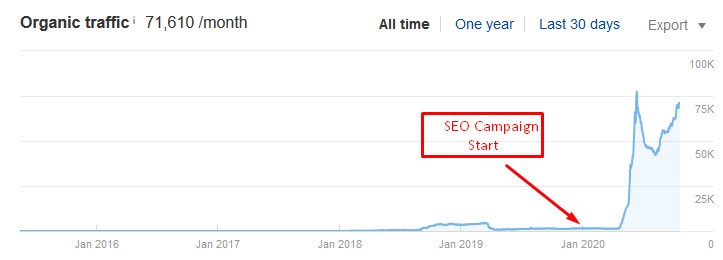 Organic traffic i 71,610 /month All time One year Last 30 days Export
100K
75K
SEO Campaign
Start
50K
25K
Jan 2016 Jan 2017 Jan 2018 Jan 2019 Jan 2020 0